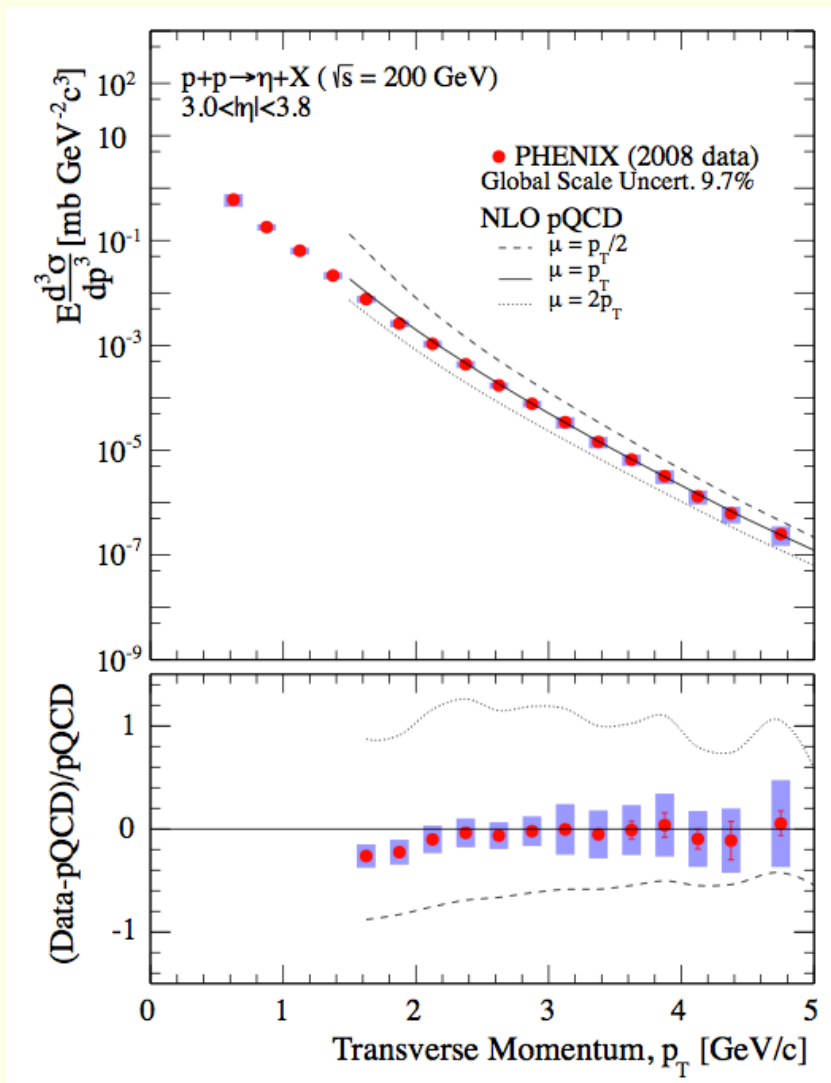 p+p→η+X ( √s = 200 GeV)
3.0<|η|<3.8
PHENIX (2008 data)
Global Scale Uncert. 9.7%
NLO pQCD
μ = p_T/2
μ = p_T
μ = 2p_T
E d³σ/dp³ [mb GeV⁻²c³]
10²
10
10⁻¹
10⁻³
10⁻⁵
10⁻⁷
10⁻⁹
(Data-pQCD)/pQCD
1
0
-1
0 1 2 3 4 5
Transverse Momentum, p_T [GeV/c]